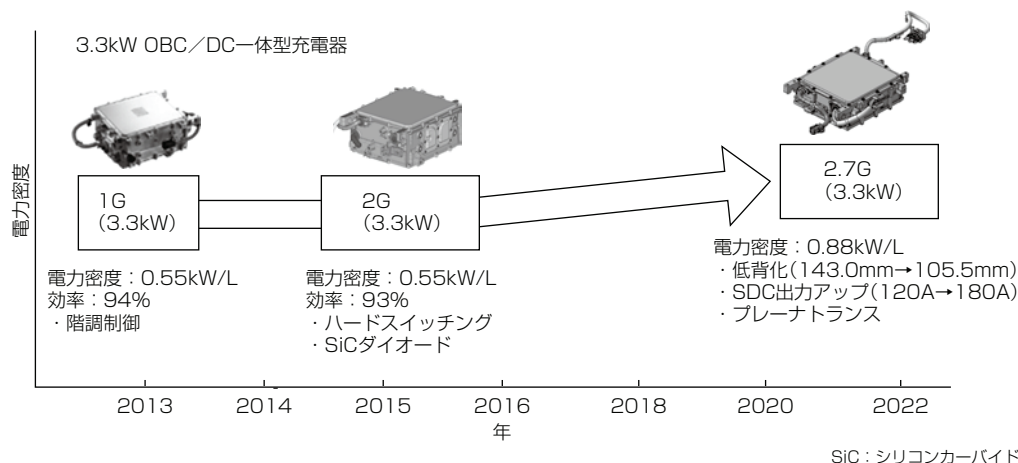 3.3kW OBC／DC一体型充電器
電力密度
1G
(3.3kW)
2G
(3.3kW)
2.7G
(3.3kW)
電力密度：0.55kW/L
効率：94%
・階調制御
電力密度：0.55kW/L
効率：93%
・ハードスイッチング
・SiCダイオード
電力密度：0.88kW/L
・低背化(143.0mm→105.5mm)
・SDC出力アップ(120A→180A)
・プレーナトランス
2013 2014 2015 2016 2018 2020 2022
年
SiC：シリコンカーバイド